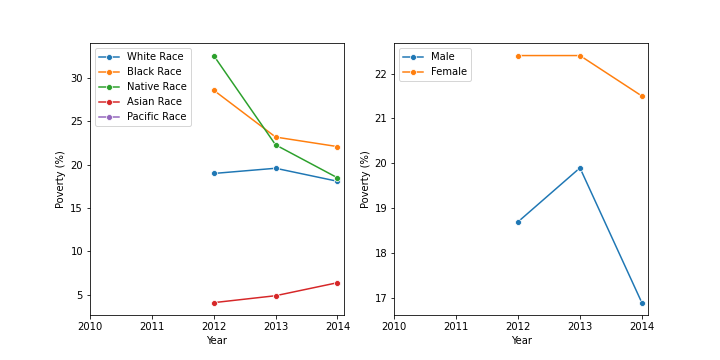 White Race
Black Race
Native Race
Asian Race
Pacific Race
30
25
20
15
10
5
Poverty (%)
2010 2011 2012 2013 2014
Year
Male
Female
22
21
20
19
18
17
Poverty (%)
2010 2011 2012 2013 2014
Year